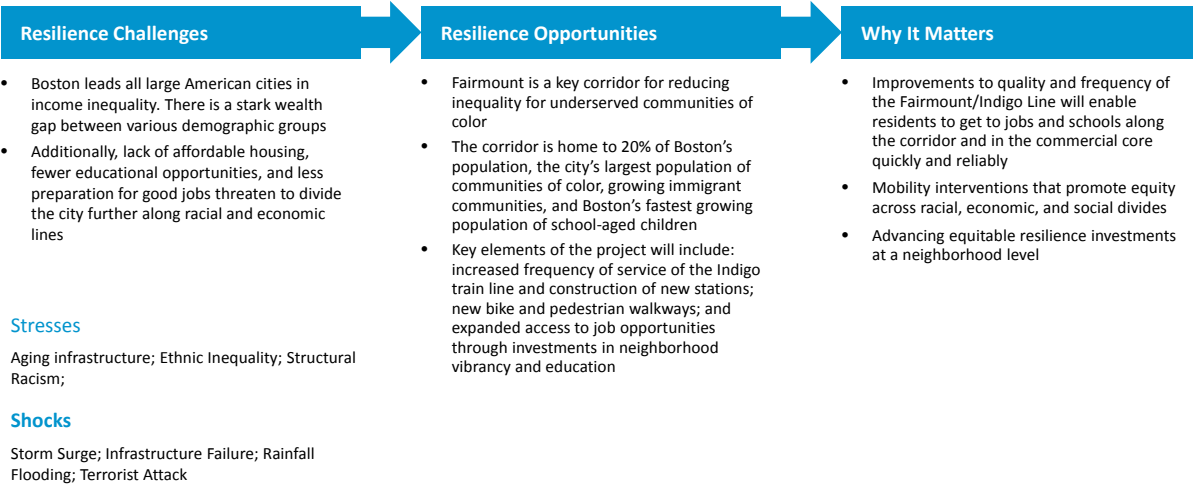 Resilience Challenges
• Boston leads all large American cities in
income inequality. There is a stark wealth
gap between various demographic groups
• Additionally, lack of affordable housing,
fewer educational opportunities, and less
preparation for good jobs threaten to divide
the city further along racial and economic
lines
Stresses
Aging infrastructure; Ethnic Inequality; Structural
Racism;
Shocks
Storm Surge; Infrastructure Failure; Rainfall
Flooding; Terrorist Attack
Resilience Opportunities
• Fairmount is a key corridor for reducing
inequality for underserved communities of
color
• The corridor is home to 20% of Boston’s
population, the city’s largest population of
communities of color, growing immigrant
communities, and Boston’s fastest growing
population of school-aged children
• Key elements of the project will include:
increased frequency of service of the Indigo
train line and construction of new stations;
new bike and pedestrian walkways; and
expanded access to job opportunities
through investments in neighborhood
vibrancy and education
Why It Matters
• Improvements to quality and frequency of
the Fairmount/Indigo Line will enable
residents to get to jobs and schools along
the corridor and in the commercial core
quickly and reliably
• Mobility interventions that promote equity
across racial, economic, and social divides
• Advancing equitable resilience investments
at a neighborhood level